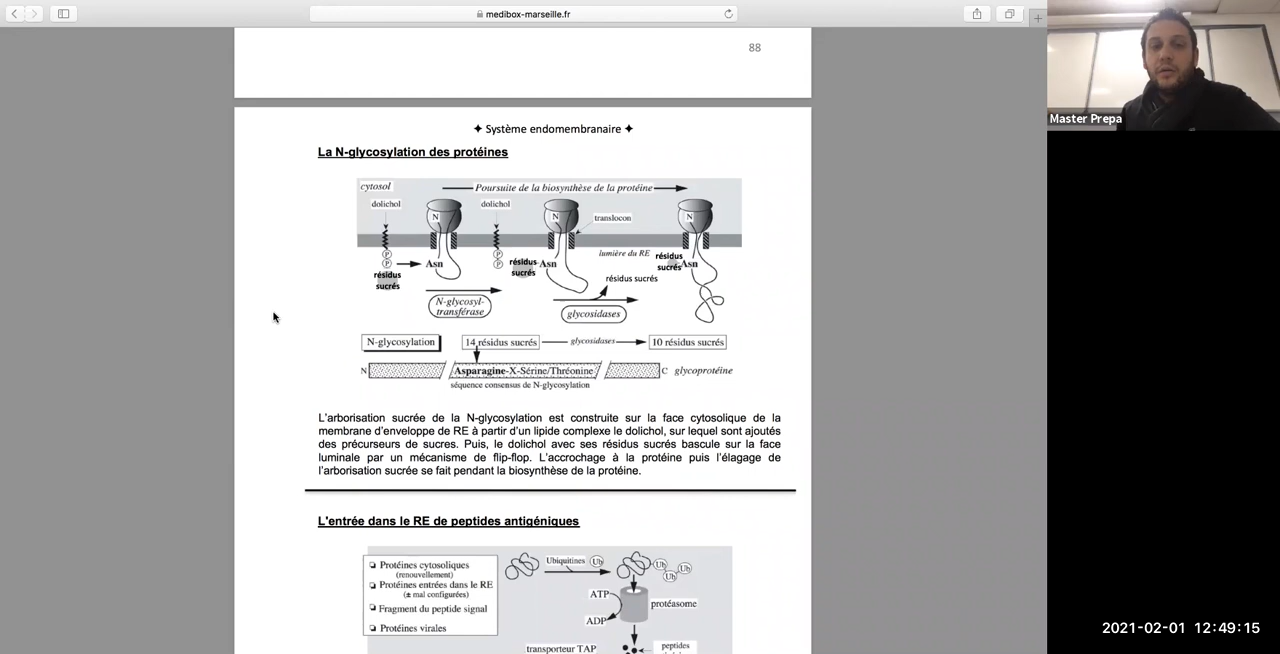 medibox-marseille.fr
88
Master Prepa
✦ Système endomembranaire ✦
La N-glycosylation des protéines
cytosol
Poursuite de la biosynthèse de la protéine
dolichol
N
dolichol
N
translocon
N
P
P
Asn
résidus
sucrés
P
P
résidus
sucrés
Asn
lumière du RE
résidus
sucrés
Asn
résidus sucrés
N-glycosyl-
transférase
glycosidases
N-glycosylation
14 résidus sucrés
glycosidases
10 résidus sucrés
N
Asparagine-X-Sérine/Thréonine
C
glycoprotéine
séquence consensus de N-glycosylation
L'arborisation sucrée de la N-glycosylation est construite sur la face cytosolique de la
membrane d'enveloppe de RE à partir d'un lipide complexe le dolichol, sur lequel sont ajoutés
des précurseurs de sucres. Puis, le dolichol avec ses résidus sucrés bascule sur la face
luminale par un mécanisme de flip-flop. L'accrochage à la protéine puis l'élagage de
l'arborisation sucrée se fait pendant la biosynthèse de la protéine.
L'entrée dans le RE de peptides antigéniques
Protéines cytosoliques
(renouvellement)
Protéines entrées dans le RE
(± mal configurées)
Fragment du peptide signal
Protéines virales
Ubiquitines
Ub
Ub
Ub
Ub
ATP
ADP
protéasome
transporteur TAP
peptides
2021-02-01 12:49:15